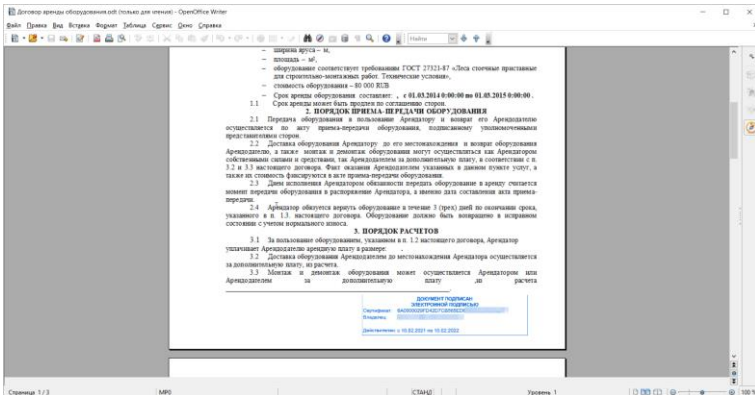 Договор аренды оборудования.odt (только для чтения) - OpenOffice Writer
Файл Правка Вид Вставка Формат Таблица Сервис Окно Справка
Найти
– ширина яруса – м,
– площадь – м²,
– оборудование соответствует требованиям ГОСТ 27321-87 «Леса стоечные приставные
для строительно-монтажных работ. Технические условия»,
– стоимость оборудования – 80 000 RUB
Срок аренды оборудования составляет: , с 01.03.2014 0:00:00 по 01.05.2015 0:00:00 .
1.1 Срок аренды может быть продлен по соглашению сторон.
2. ПОРЯДОК ПРИЕМА-ПЕРЕДАЧИ ОБОРУДОВАНИЯ
2.1 Передача оборудования в пользование Арендатору и возврат его Арендодателю
осуществляется по акту приема-передачи оборудования, подписанному уполномоченными
представителями сторон.
2.2 Доставка оборудования Арендатору до его местонахождения и возврат оборудования
Арендодателю, а также монтаж и демонтаж оборудования могут осуществляться как Арендатором
собственными силами и средствами, так Арендодателем за дополнительную плату, в соответствии с п.
3.2 и 3.3 настоящего договора. Факт оказания Арендодателем указанных в данном пункте услуг, а
также их стоимость фиксируются в акте приема-передачи оборудования.
2.3 Днем исполнения Арендатором обязанности передать оборудование в аренду считается
момент передачи оборудования в распоряжение Арендатора, а именно дата составления акта приема-
передачи.
2.4 Арендатор обязуется вернуть оборудование в течение 3 (трех) дней по окончании срока,
указанного в п. 1.3. настоящего договора. Оборудование должно быть возвращено в исправном
состоянии с учетом нормального износа.
3. ПОРЯДОК РАСЧЕТОВ
3.1 За пользование оборудованием, указанном в п. 1.2 настоящего договора, Арендатор
уплачивает Арендодателю арендную плату в размере: .
3.2 Доставка оборудования Арендодателем до местонахождения Арендатора осуществляется
за дополнительную плату, из расчета.
3.3 Монтаж и демонтаж оборудования может осуществляется Арендатором или
Арендодателем за дополнительную плату ,из расчета
ДОКУМЕНТ ПОДПИСАН
ЭЛЕКТРОННОЙ ПОДПИСЬЮ
Сертификат
Владелец
Действителен: с 10.02.2021 по 10.02.2022
Страница 1 / 3 MP0 СТАНД Уровень 1 100 %